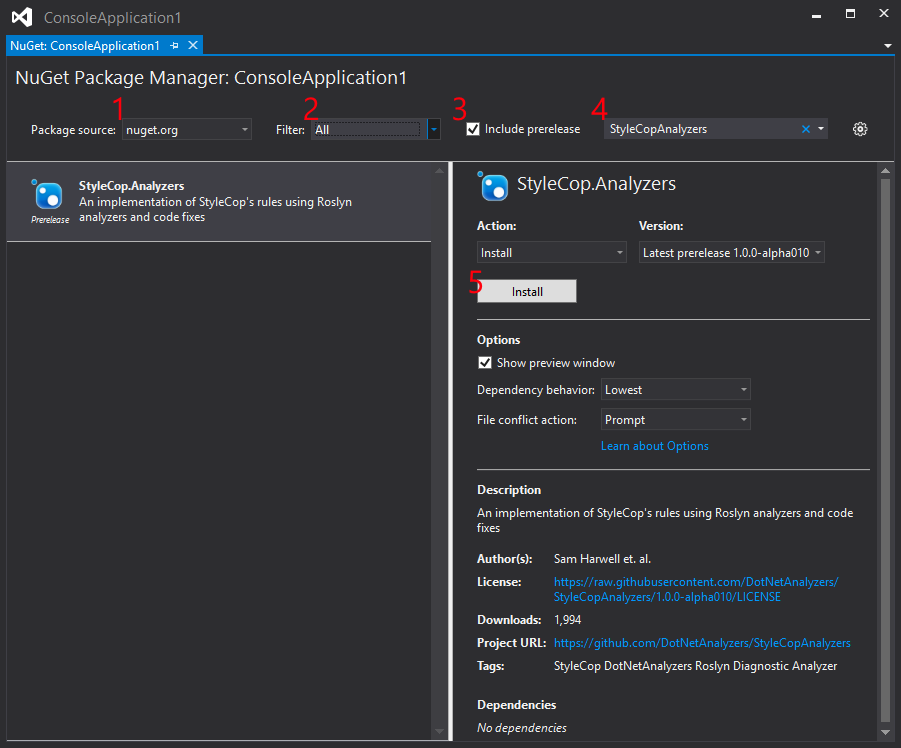 ConsoleApplication1
NuGet: ConsoleApplication1
NuGet Package Manager: ConsoleApplication1
1 2 3 4
Package source: nuget.org Filter: All Include prerelease StyleCopAnalyzers
StyleCop.Analyzers
An implementation of StyleCop's rules using Roslyn
analyzers and code fixes
Prerelease
StyleCop.Analyzers
Action: Version:
Install Latest prerelease 1.0.0-alpha010
5 Install
Options
Show preview window
Dependency behavior: Lowest
File conflict action: Prompt
Learn about Options
Description
An implementation of StyleCop's rules using Roslyn analyzers and code
fixes
Author(s): Sam Harwell et. al.
License: https://raw.githubusercontent.com/DotNetAnalyzers/
StyleCopAnalyzers/1.0.0-alpha010/LICENSE
Downloads: 1,994
Project URL: https://github.com/DotNetAnalyzers/StyleCopAnalyzers
Tags: StyleCop DotNetAnalyzers Roslyn Diagnostic Analyzer
Dependencies
No dependencies